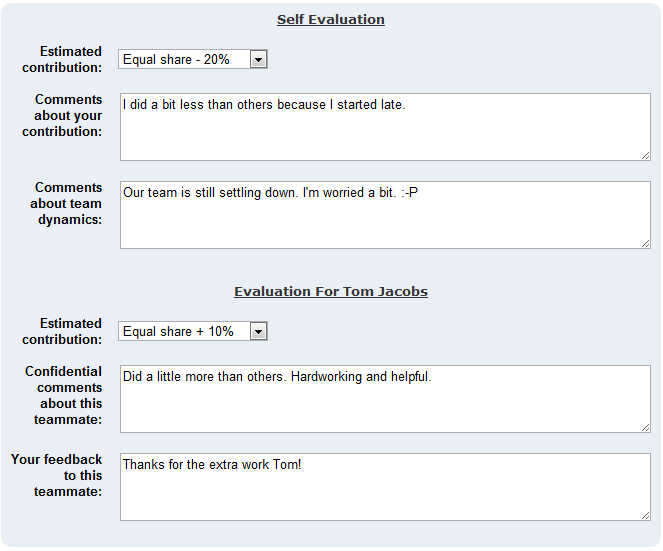 Self Evaluation
Estimated
contribution:
Equal share - 20%
Comments
about your
contribution:
I did a bit less than others because I started late.
Comments
about team
dynamics:
Our team is still settling down. I'm worried a bit. :-P
Evaluation For Tom Jacobs
Estimated
contribution:
Equal share + 10%
Confidential
comments
about this
teammate:
Did a little more than others. Hardworking and helpful.
Your feedback
to this
teammate:
Thanks for the extra work Tom!